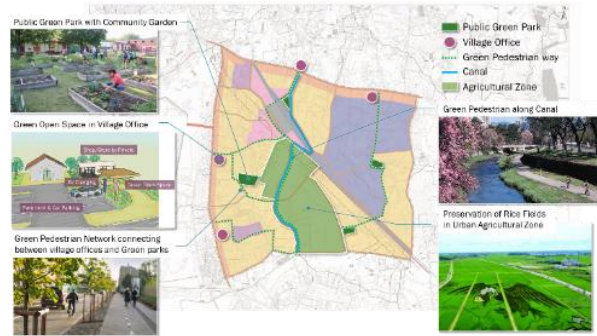 Public Green Park with Community Garden
Green Open Space in Village Office
Green Pedestrian Network connecting
between village offices and Green parks
Public Green Park
Village Office
Green Pedestrian way
Canal
Agricultural Zone
Green Pedestrian along Canal
Preservation of Rice Fields
in Urban Agricultural Zone